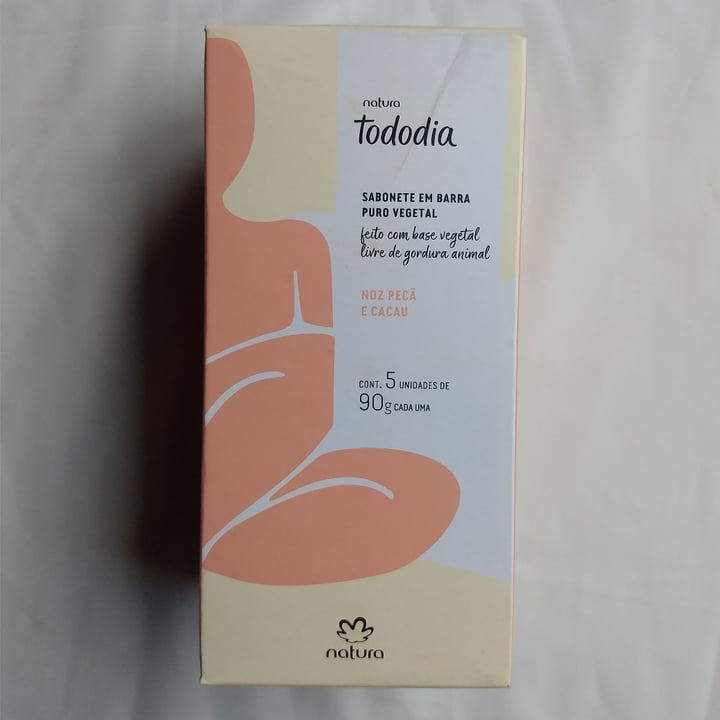 natura
Tododia
SABONETE EM BARRA
PURO VEGETAL
feito com base vegetal
livre de gordura animal
NOZ PECÃ
E CACAU
CONT. 5 UNIDADES DE
90g CADA UMA
natura